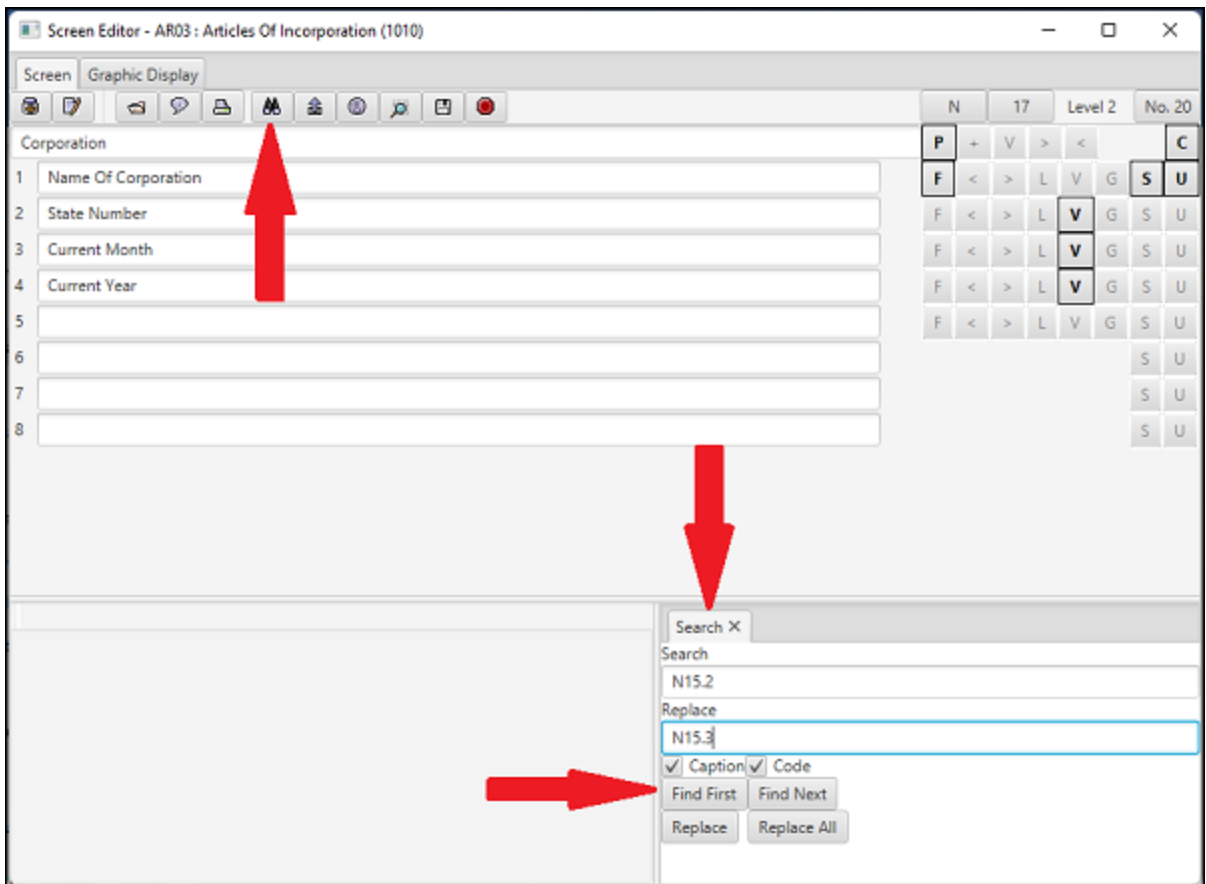 Screen Editor - AR03 : Articles Of Incorporation (1010)
Screen Graphic Display
N 17 Level 2 No. 20
Corporation P + V > < C
1 Name Of Corporation F < > L V G S U
2 State Number F < > L V G S U
3 Current Month F < > L V G S U
4 Current Year F < > L V G S U
5 F < > L V G S U
6 S U
7 S U
8 S U
Search
Search
N15.2
Replace
N15.3
Caption Code
Find First Find Next
Replace Replace All